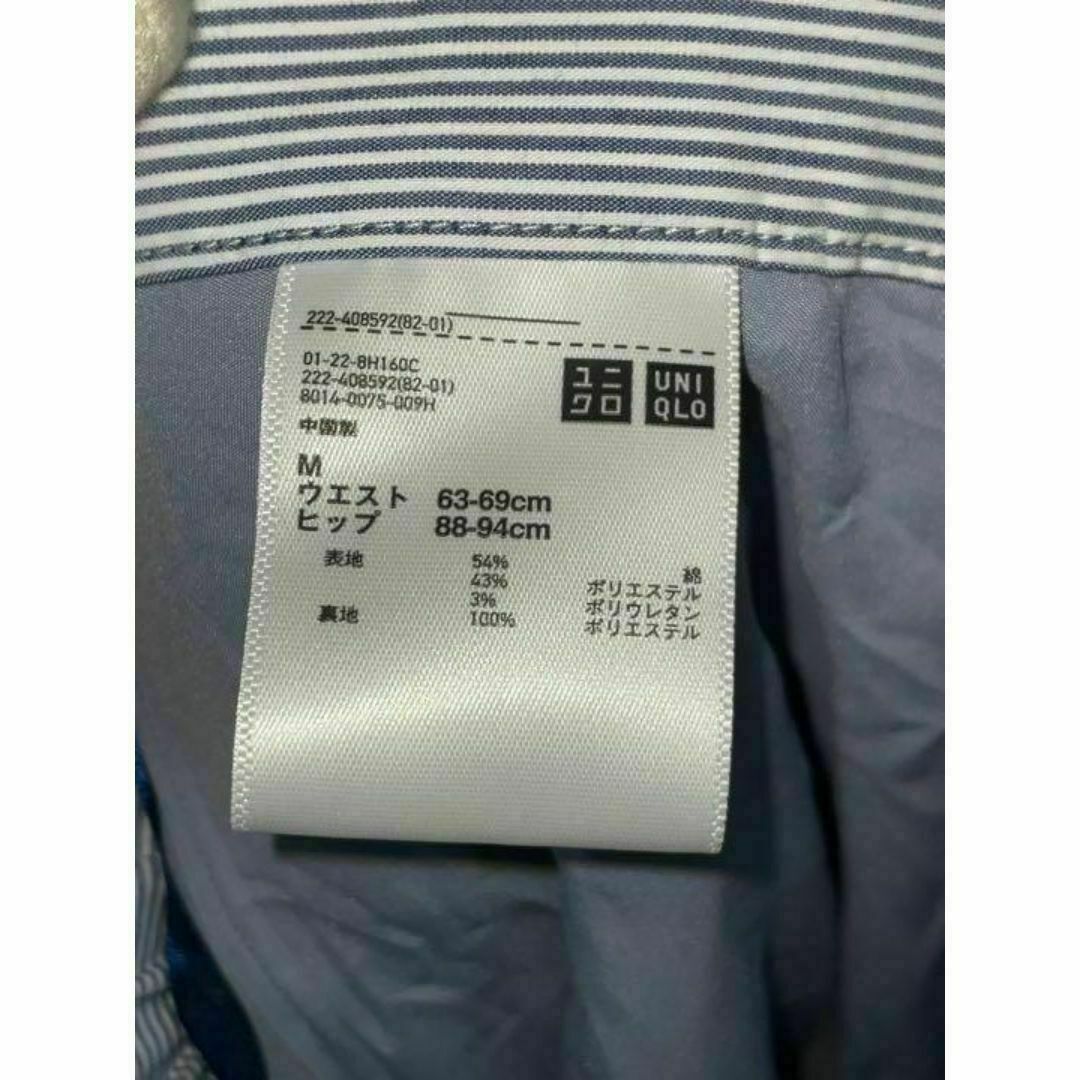 222-408592(82-01)
01-22-8H160C
222-408592(82-01)
8014-0075-009H
中国製
ユニ
クロ
UNI
QLO
M
ウエスト 63-69cm
ヒップ 88-94cm
表地 54% 綿
43% ポリエステル
3% ポリウレタン
裏地 100% ポリエステル